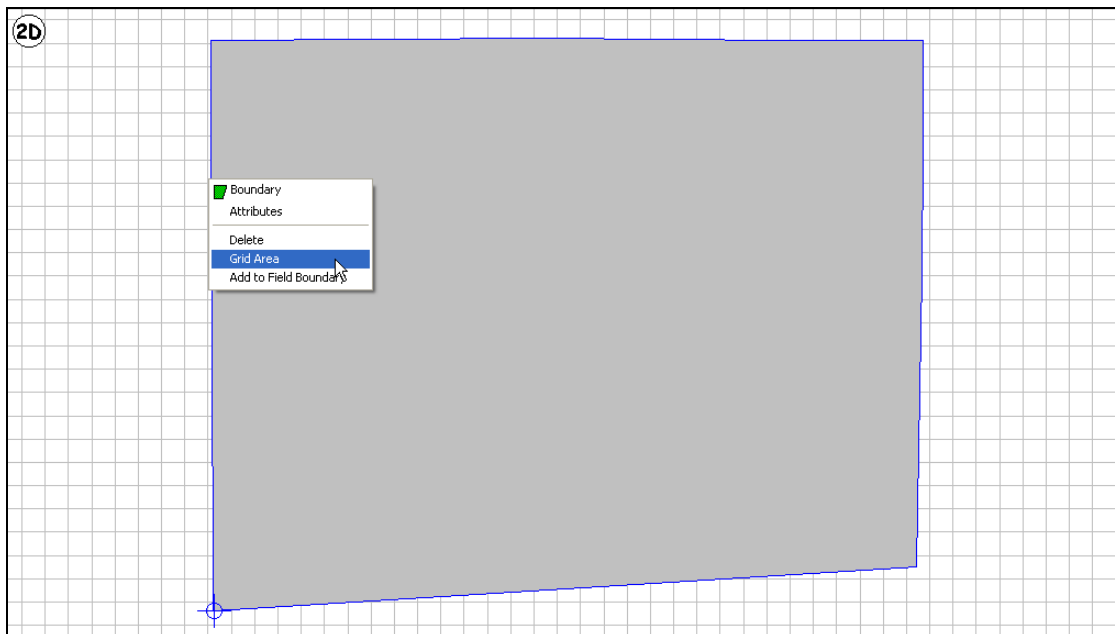 2D
Boundary
Attributes
Delete
Grid Area
Add to Field Boundary